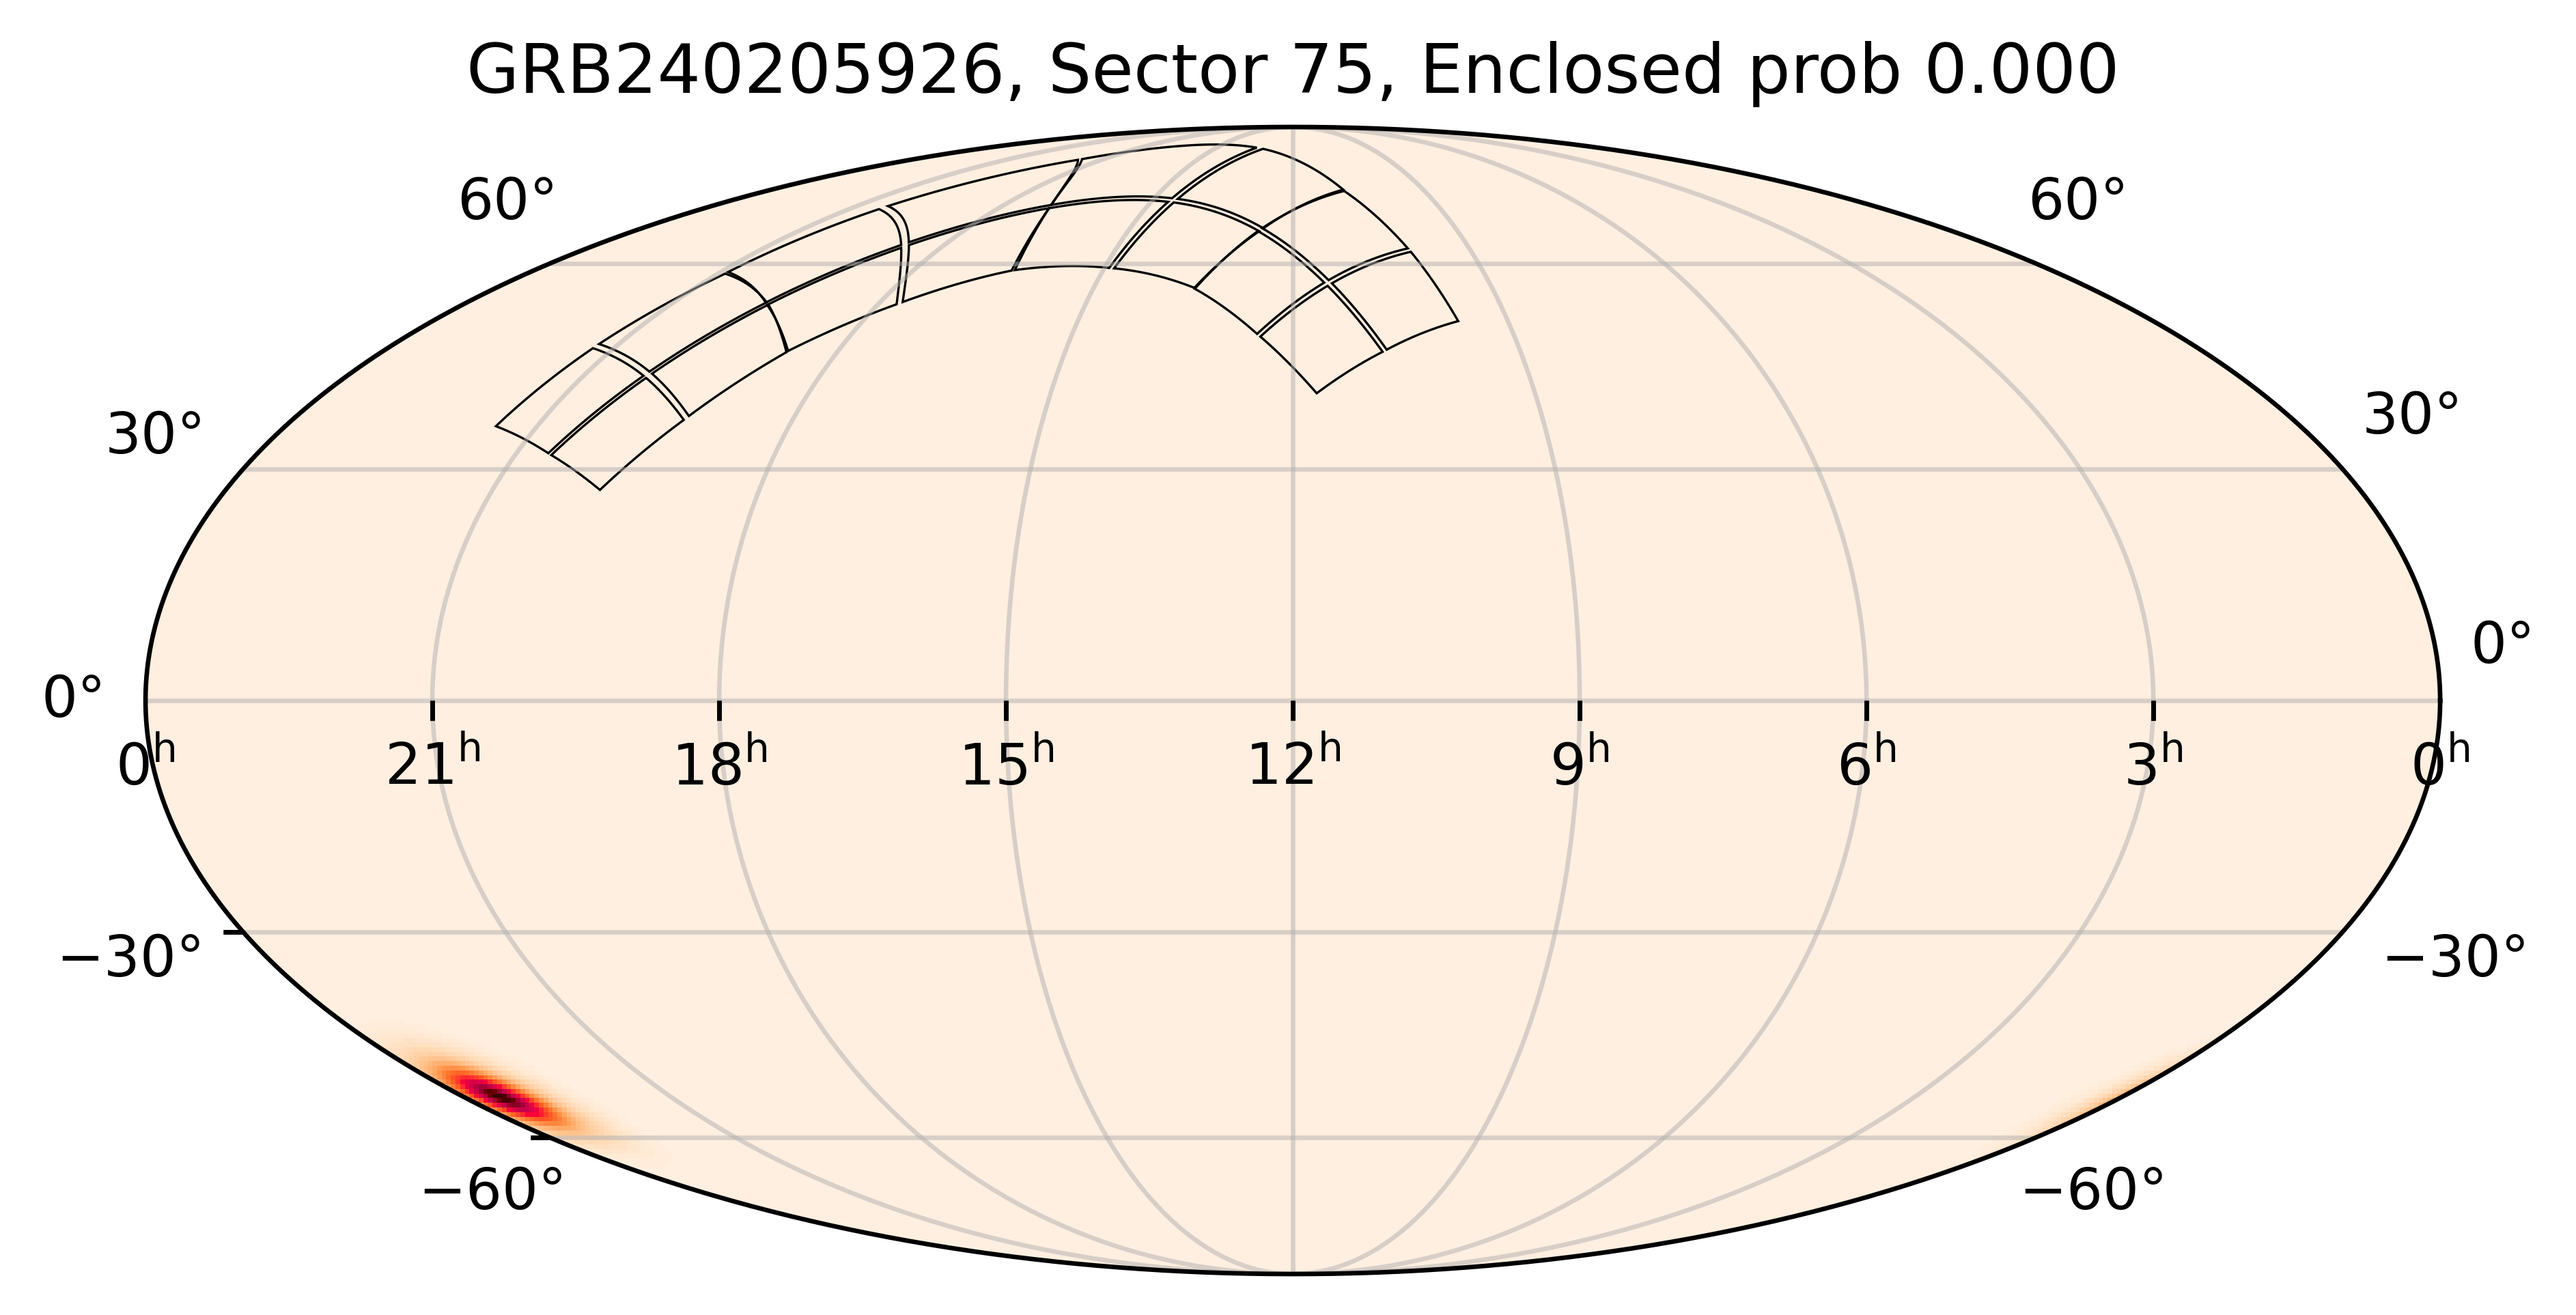 GRB240205926, Sector 75, Enclosed prob 0.000
60° 60°
30° 30°
0° 0°
0h 21h 18h 15h 12h 9h 6h 3h 0h
−30° −30°
−60° −60°